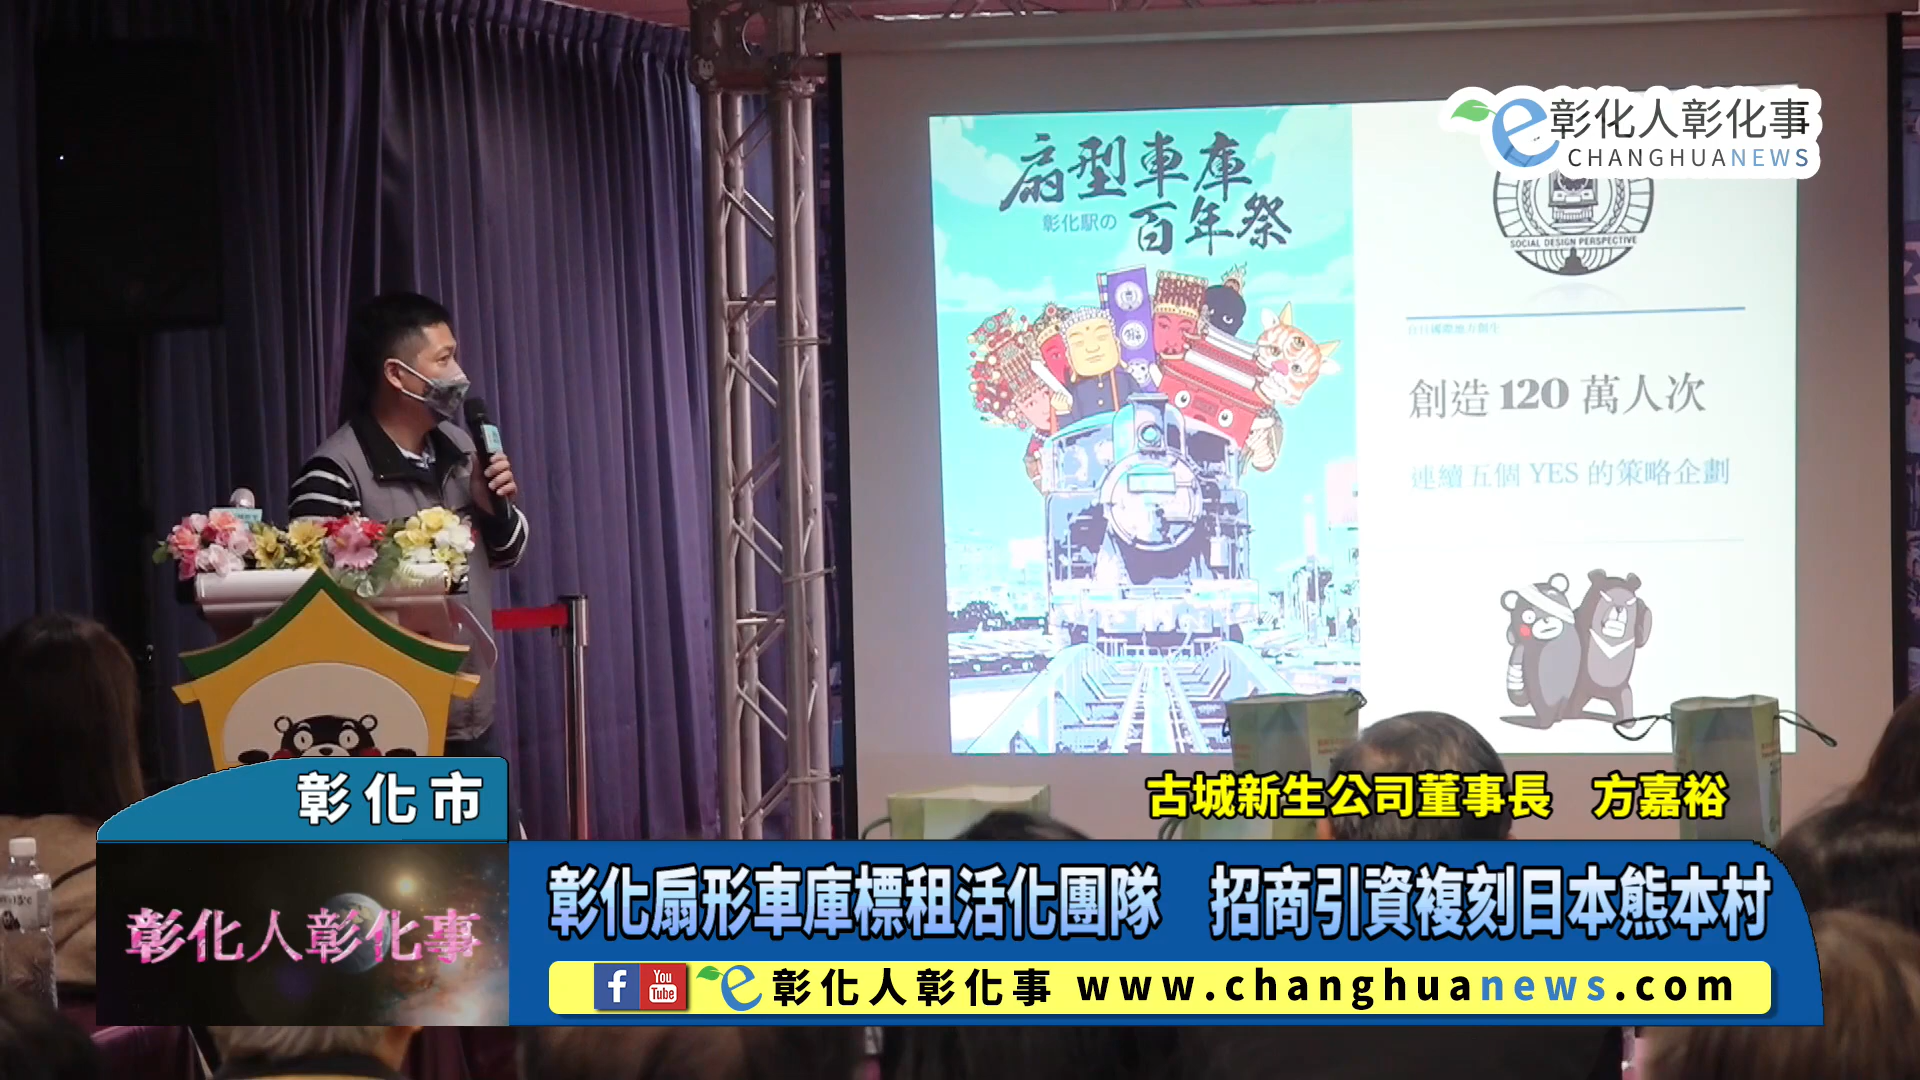 彰化人彰化事
CHANGHUANEWS
扇型車庫
彰化駅の
百年祭
SOCIAL DESIGN PERSPECTIVE
創造 120 萬人次
連續五個 YES 的策略企劃
彰化市
古城新生公司董事長 方嘉裕
彰化扇形車庫標租活化團隊 招商引資複刻日本熊本村
彰化人彰化事
f You Tube e 彰化人彰化事 www.changhuanews.com